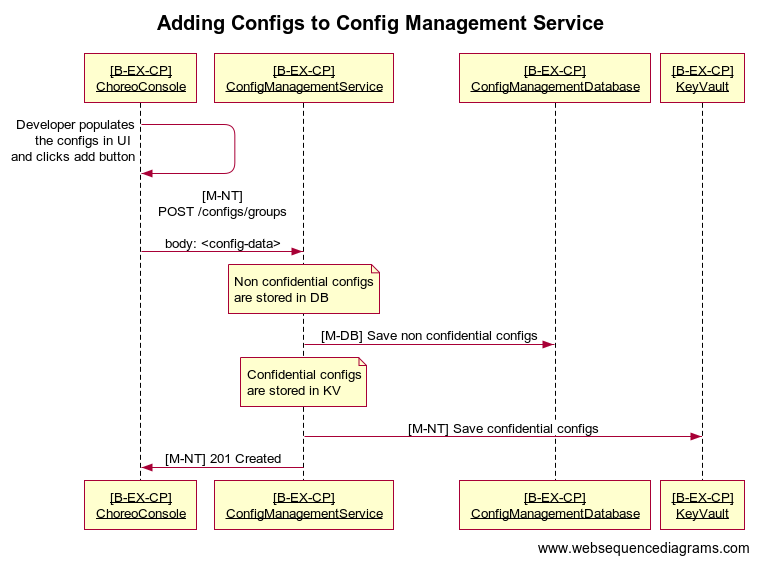 Adding Configs to Config Management Service
[B-EX-CP]
ChoreoConsole
[B-EX-CP]
ConfigManagementService
[B-EX-CP]
ConfigManagementDatabase
[B-EX-CP]
KeyVault
Developer populates
the configs in UI
and clicks add button
[M-NT]
POST /configs/groups
body: <config-data>
Non confidential configs
are stored in DB
[M-DB] Save non confidential configs
Confidential configs
are stored in KV
[M-NT] Save confidential configs
[M-NT] 201 Created
[B-EX-CP]
ChoreoConsole
[B-EX-CP]
ConfigManagementService
[B-EX-CP]
ConfigManagementDatabase
[B-EX-CP]
KeyVault
www.websequencediagrams.com